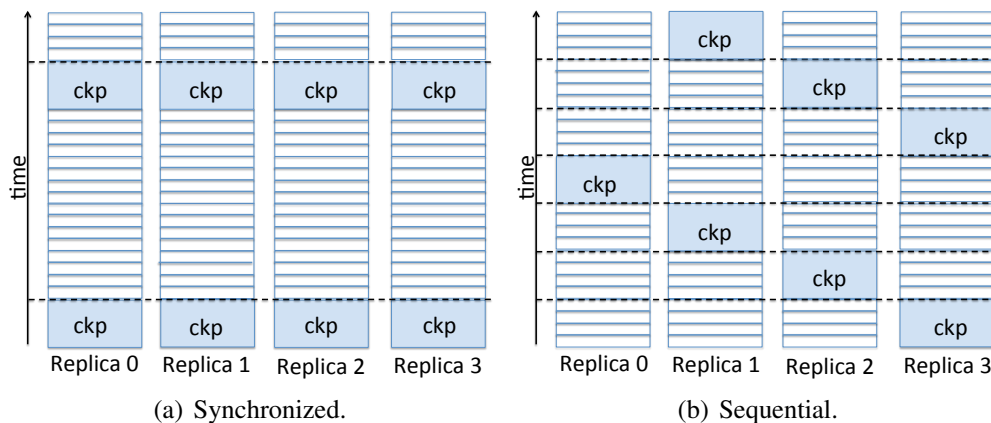 time
ckp ckp ckp ckp
ckp ckp ckp ckp
Replica 0 Replica 1 Replica 2 Replica 3
(a) Synchronized.
time
ckp
ckp
ckp
ckp
ckp
ckp
ckp
Replica 0 Replica 1 Replica 2 Replica 3
(b) Sequential.